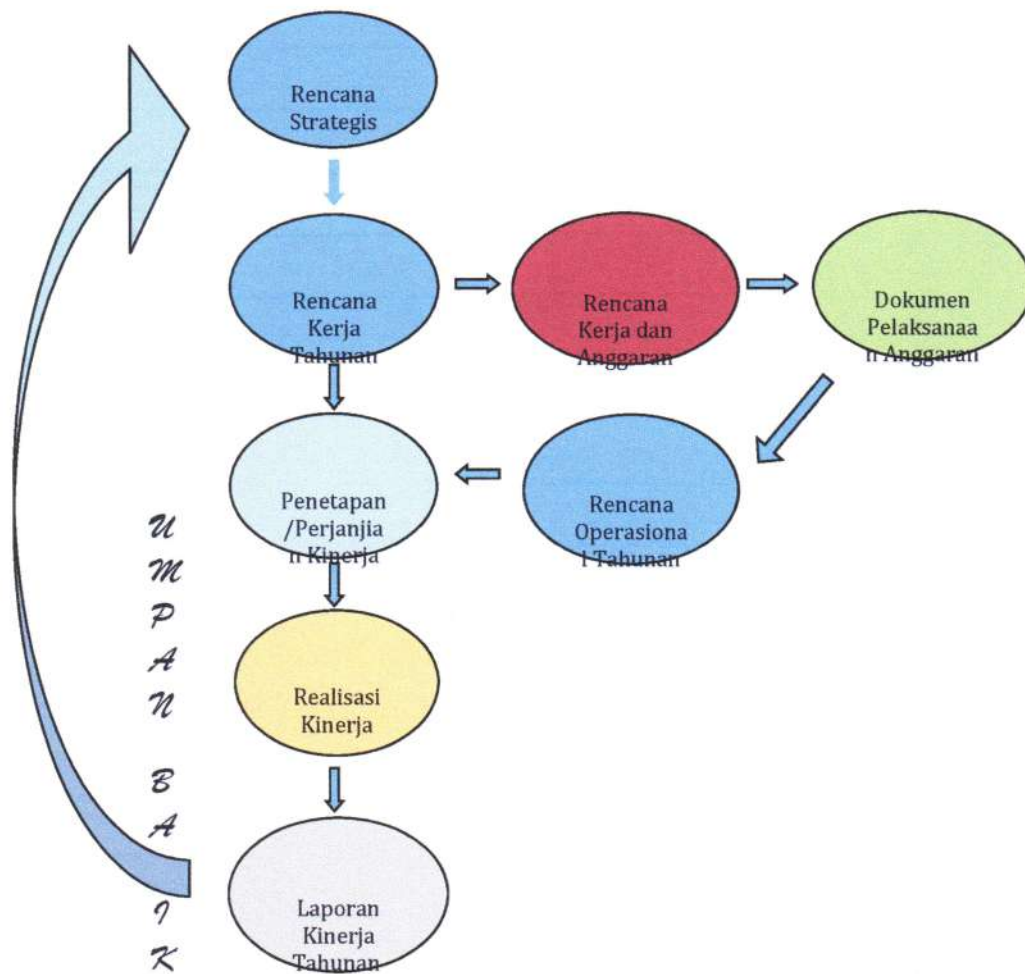 Rencana
Strategis
Rencana
Kerja
Tahunan
Rencana
Kerja dan
Anggaran
Dokumen
Pelaksanaa
n Anggaran
Penetapan
/Perjanjia
n Kinerja
Rencana
Operasiona
l Tahunan
Realisasi
Kinerja
Laporan
Kinerja
Tahunan
U
M
P
A
N
B
A
I
K